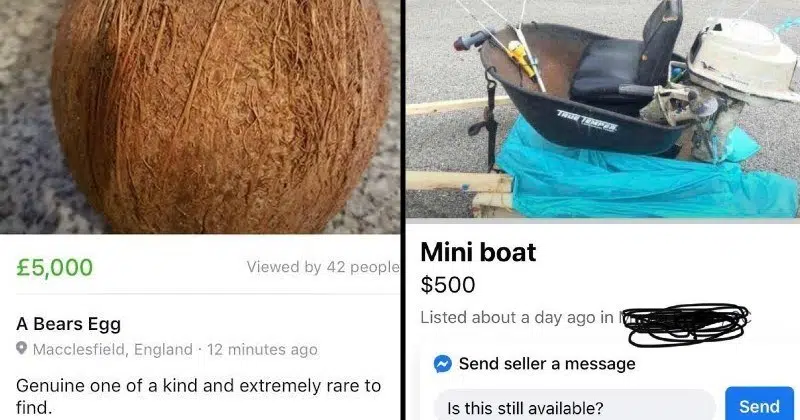 £5,000
Viewed by 42 people
A Bears Egg
Macclesfield, England · 12 minutes ago
Genuine one of a kind and extremely rare to
find.
TRUE TEMPER
Mini boat
$500
Listed about a day ago in
Send seller a message
Is this still available?
Send